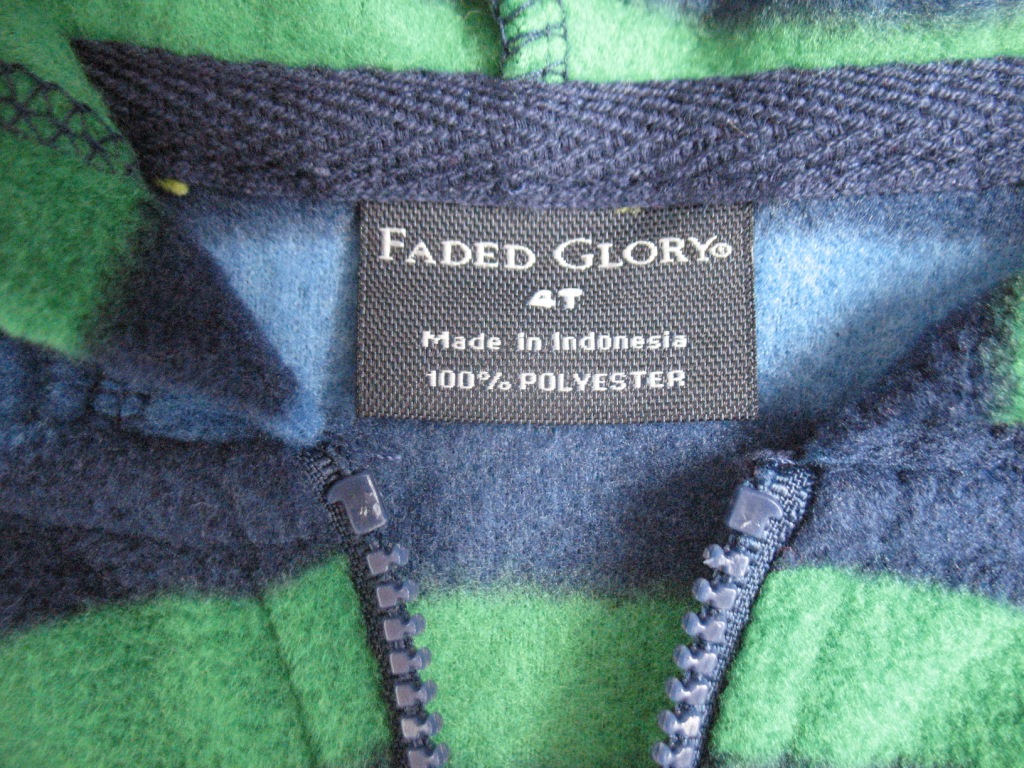 FADED GLORY®
4T
Made in Indonesia
100% POLYESTER